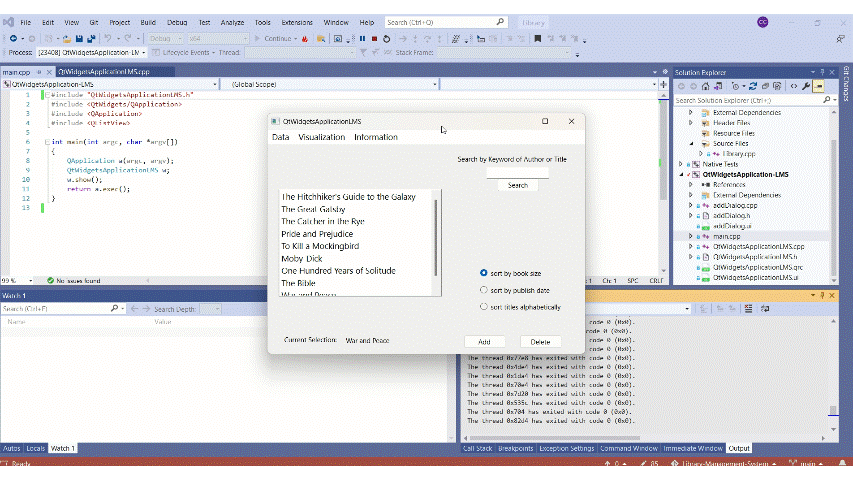 File Edit View Git Project Build Debug Test Analyze Tools Extensions Window Help Search (Ctrl+Q) Library CC
Debug x64 Continue
Process: [23408] QtWidgetsApplication-LM Lifecycle Events Thread: Stack Frame:
main.cpp QtWidgetsApplicationLMS.cpp
QtWidgetsApplication-LMS (Global Scope)
1 #include "QtWidgetsApplicationLMS.h"
2 #include <QtWidgets/QApplication>
3 #include <QApplication>
4 #include <QListView>
5
6 int main(int argc, char *argv[])
7 {
8 QApplication a(argc, argv);
9 QtWidgetsApplicationLMS w;
10 w.show();
11 return a.exec();
12 }
13
99 % No issues found Ch: 1 SPC CRLF
QtWidgetsApplicationLMS
Data Visualization Information
Search by Keyword of Author or Title
Search
The Hitchhiker's Guide to the Galaxy
The Great Gatsby
The Catcher in the Rye
Pride and Prejudice
To Kill a Mockingbird
Moby Dick
One Hundred Years of Solitude
The Bible
War and Peace
sort by book size
sort by publish date
sort titles alphabetically
Current Selection: War and Peace
Add Delete
Solution Explorer
Search Solution Explorer (Ctrl+;)
External Dependencies
Header Files
Resource Files
Source Files
Library.cpp
Native Tests
QtWidgetsApplication-LMS
References
External Dependencies
addDialog.cpp
addDialog.h
addDialog.ui
main.cpp
QtWidgetsApplicationLMS.cpp
QtWidgetsApplicationLMS.h
QtWidgetsApplicationLMS.qrc
QtWidgetsApplicationLMS.ui
Git Changes
Watch 1
Search (Ctrl+E) Search Depth:
Name Value
code 0 (0x0).
code 0 (0x0).
code 0 (0x0).
code 0 (0x0).
The thread 0x77e8 has exited with code 0 (0x0).
The thread 0x4de4 has exited with code 0 (0x0).
The thread 0x1da4 has exited with code 0 (0x0).
The thread 0x70e4 has exited with code 0 (0x0).
The thread 0x7d20 has exited with code 0 (0x0).
The thread 0x535c has exited with code 0 (0x0).
The thread 0x704 has exited with code 0 (0x0).
The thread 0x82d4 has exited with code 0 (0x0).
Autos Locals Watch 1
Call Stack Breakpoints Exception Settings Command Window Immediate Window Output
Ready 0 85 Library-Management-System main